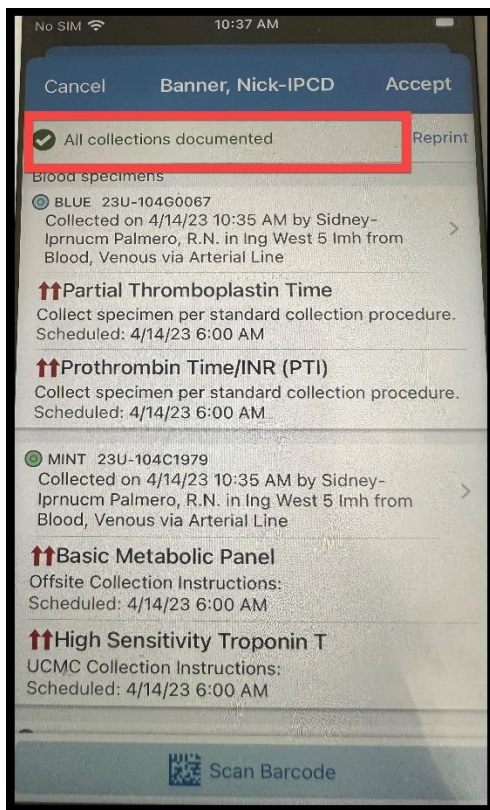 No SIM 10:37 AM
Cancel Banner, Nick-IPCD Accept
All collections documented Reprint
Blood specimens
BLUE 23U-104G0067
Collected on 4/14/23 10:35 AM by Sidney-
Iprnucm Palmero, R.N. in Ing West 5 Imh from
Blood, Venous via Arterial Line
Partial Thromboplastin Time
Collect specimen per standard collection procedure.
Scheduled: 4/14/23 6:00 AM
Prothrombin Time/INR (PTI)
Collect specimen per standard collection procedure.
Scheduled: 4/14/23 6:00 AM
MINT 23U-104C1979
Collected on 4/14/23 10:35 AM by Sidney-
Iprnucm Palmero, R.N. in Ing West 5 Imh from
Blood, Venous via Arterial Line
Basic Metabolic Panel
Offsite Collection Instructions:
Scheduled: 4/14/23 6:00 AM
High Sensitivity Troponin T
UCMC Collection Instructions:
Scheduled: 4/14/23 6:00 AM
Scan Barcode